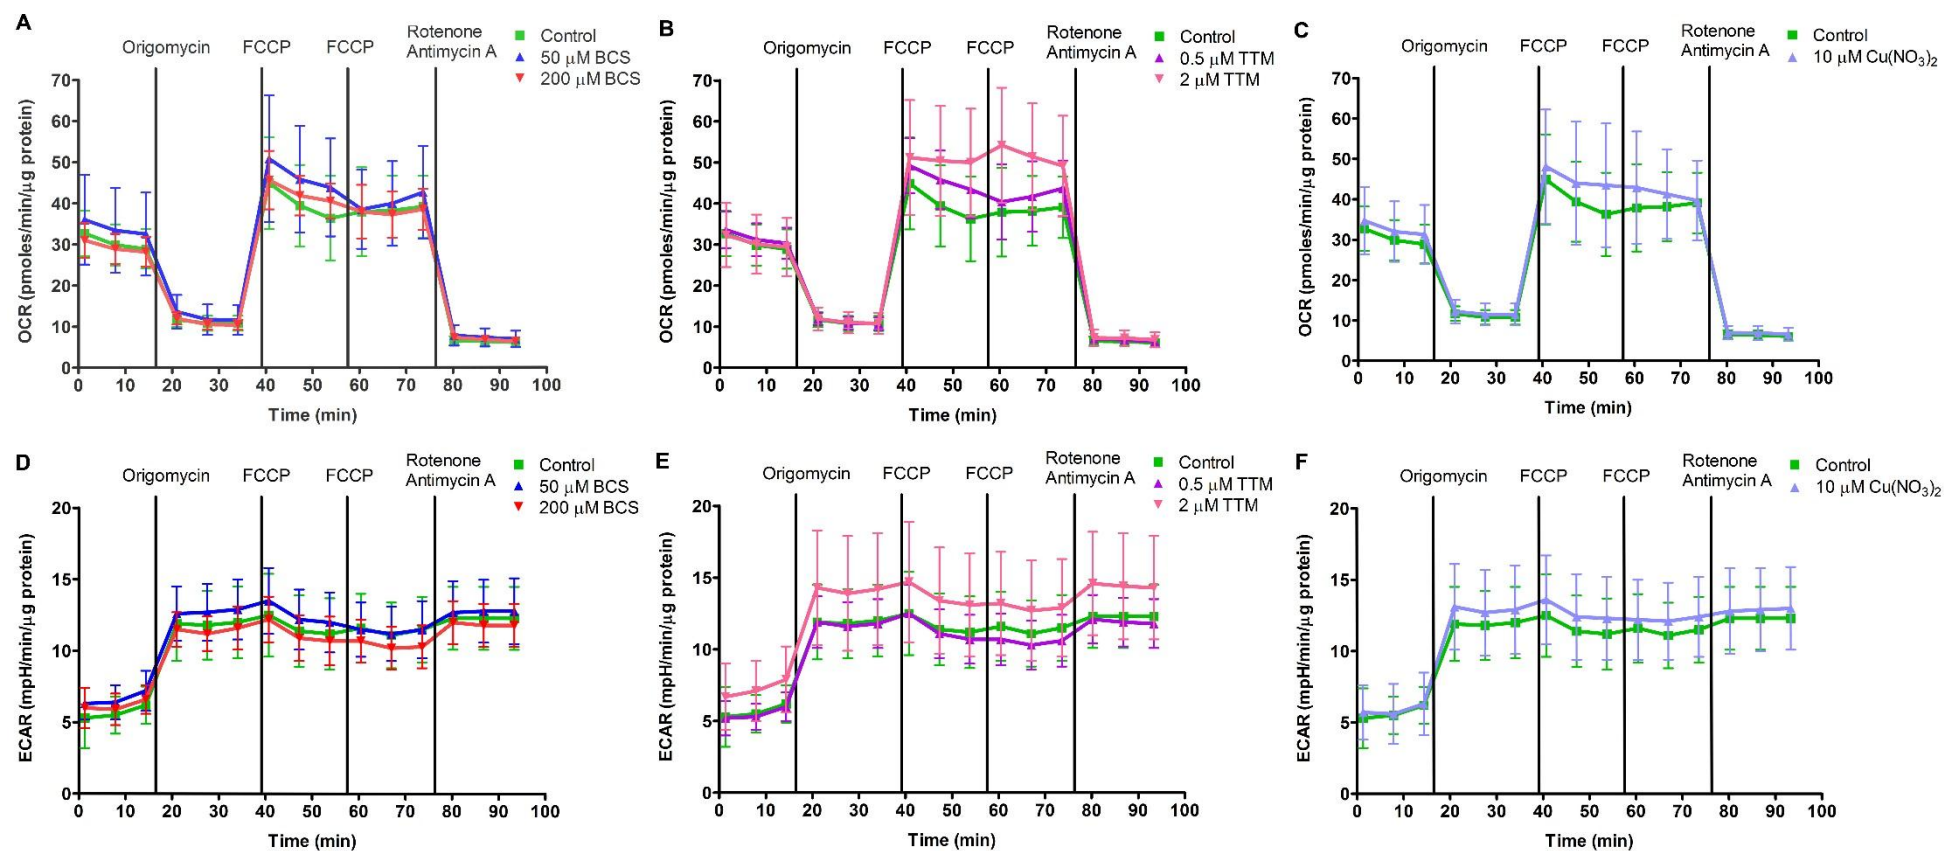 A
Origomycin FCCP FCCP Rotenone
Antimycin A
Control
50 μM BCS
200 μM BCS
OCR (pmoles/min/μg protein)
70
60
50
40
30
20
10
0
0 10 20 30 40 50 60 70 80 90 100
Time (min)
B
Origomycin FCCP FCCP Rotenone
Antimycin A
Control
0.5 μM TTM
2 μM TTM
OCR (pmoles/min/μg protein)
70
60
50
40
30
20
10
0
0 10 20 30 40 50 60 70 80 90 100
Time (min)
C
Origomycin FCCP FCCP Rotenone
Antimycin A
Control
10 μM Cu(NO3)2
OCR (pmoles/min/μg protein)
70
60
50
40
30
20
10
0
0 10 20 30 40 50 60 70 80 90 100
Time (min)
D
Origomycin FCCP FCCP Rotenone
Antimycin A
Control
50 μM BCS
200 μM BCS
ECAR (mpH/min/μg protein)
20
15
10
5
0
0 10 20 30 40 50 60 70 80 90 100
Time (min)
E
Origomycin FCCP FCCP Rotenone
Antimycin A
Control
0.5 μM TTM
2 μM TTM
ECAR (mpH/min/μg protein)
20
15
10
5
0
0 10 20 30 40 50 60 70 80 90 100
Time (min)
F
Origomycin FCCP FCCP Rotenone
Antimycin A
Control
10 μM Cu(NO3)2
ECAR (mpH/min/μg protein)
20
15
10
5
0
0 10 20 30 40 50 60 70 80 90 100
Time (min)